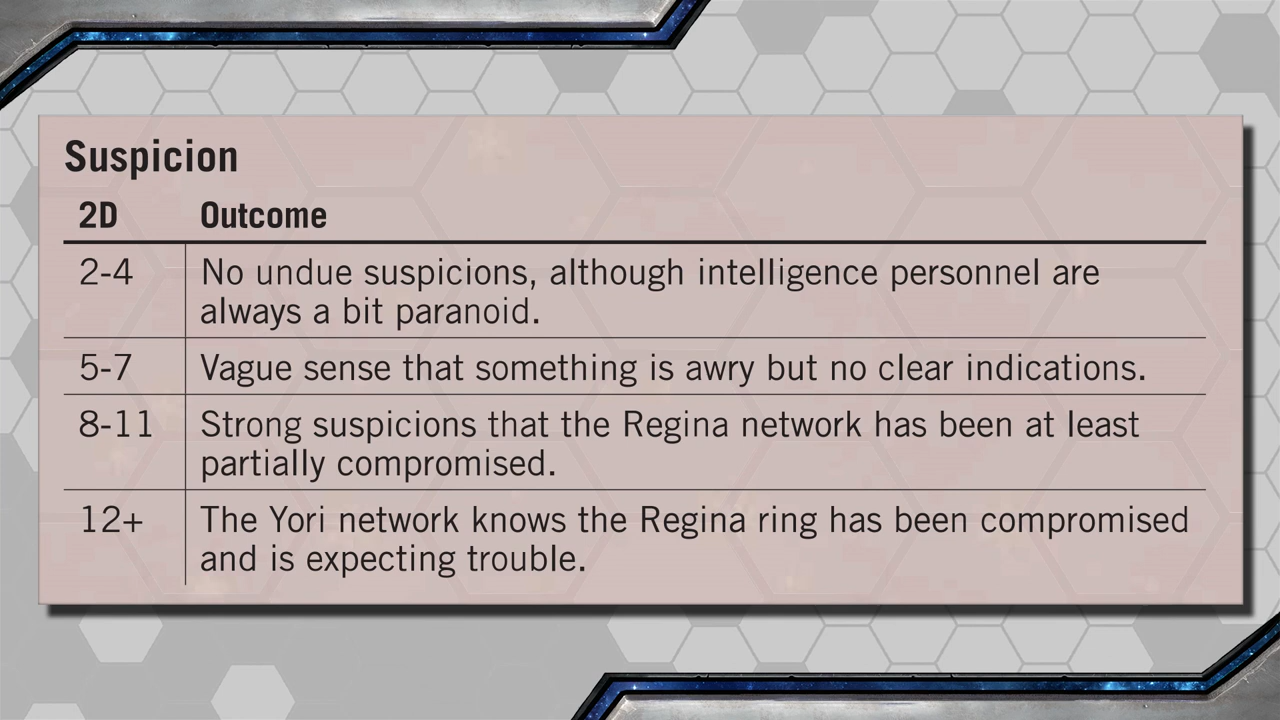 Suspicion
2D Outcome
2-4 No undue suspicions, although intelligence personnel are
always a bit paranoid.
5-7 Vague sense that something is awry but no clear indications.
8-11 Strong suspicions that the Regina network has been at least
partially compromised.
12+ The Yori network knows the Regina ring has been compromised
and is expecting trouble.